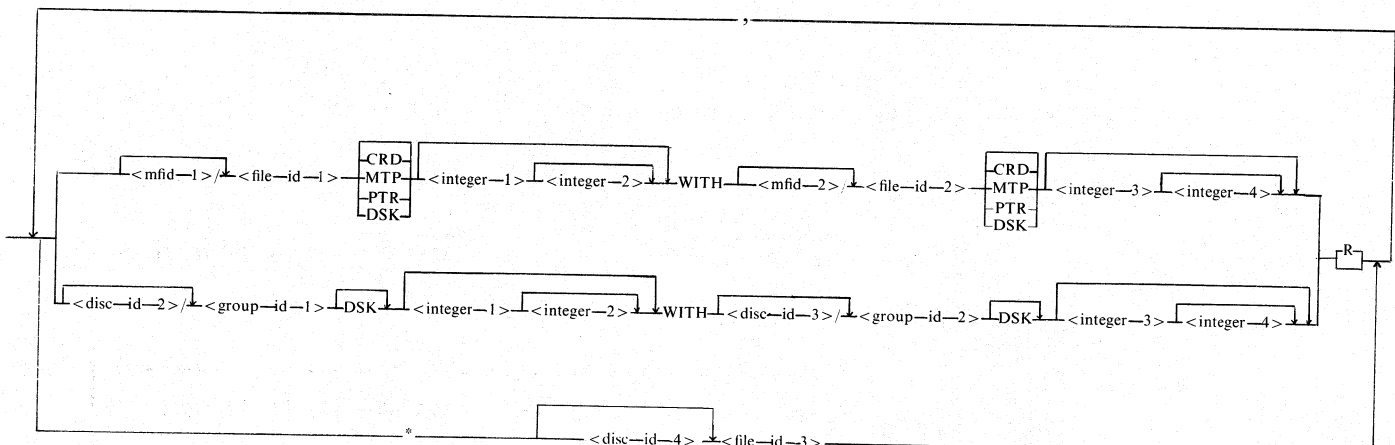 ,
<mfid—1>/ <file—id—1> CRD MTP PTR DSK <integer—1> <integer—2> WITH <mfid—2>/ <file—id—2> CRD MTP PTR DSK <integer—3> <integer—4>
R
<disc—id—2>/ <group—id—1> DSK <integer—1> <integer—2> WITH <disc—id—3>/ <group—id—2> DSK <integer—3> <integer—4>
* <disc—id—4> <file—id—3>